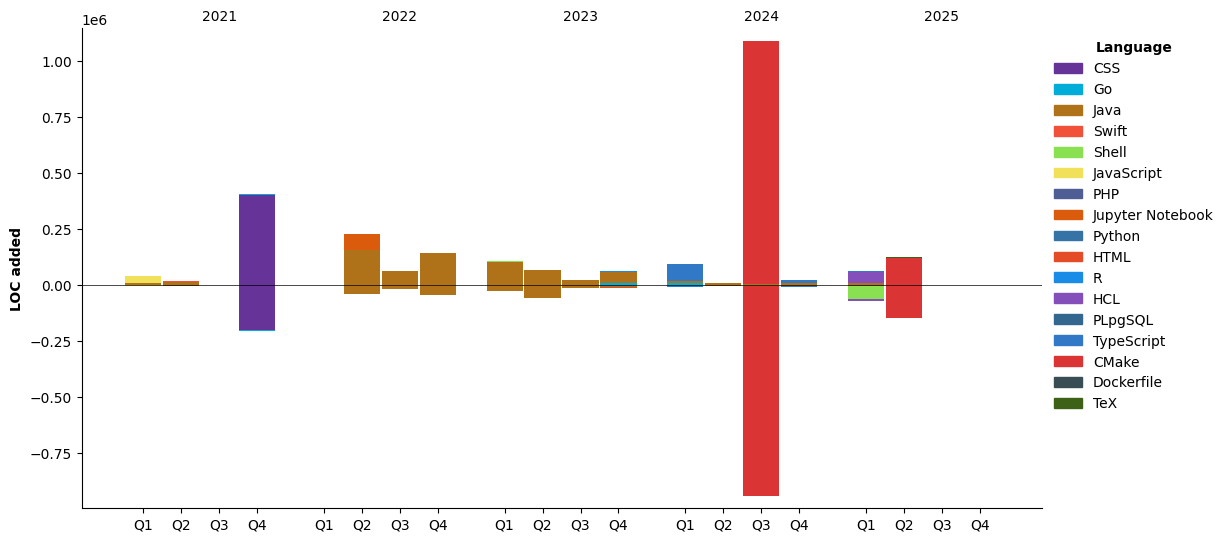 1e6
2021 2022 2023 2024 2025
LOC added
1.00
0.75
0.50
0.25
0.00
−0.25
−0.50
−0.75
Q1 Q2 Q3 Q4 Q1 Q2 Q3 Q4 Q1 Q2 Q3 Q4 Q1 Q2 Q3 Q4 Q1 Q2 Q3 Q4
Language
CSS
Go
Java
Swift
Shell
JavaScript
PHP
Jupyter Notebook
Python
HTML
R
HCL
PLpgSQL
TypeScript
CMake
Dockerfile
TeX